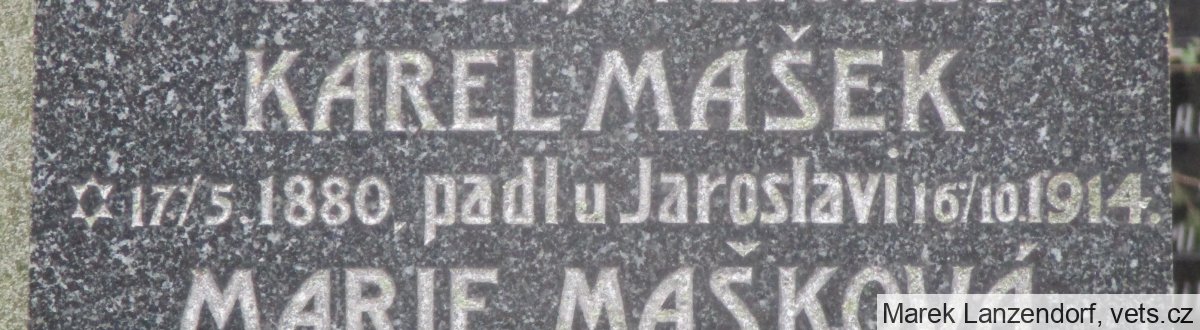 KAREL MAŠEK
✡ 17./5.1880, padl u Jaroslavi 16./10.1914.
MARIE MAŠKOVÁ
Marek Lanzendorf, vets.cz